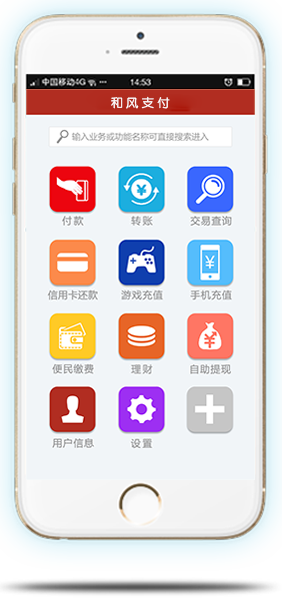 中国移动4G 14:53
和风支付
输入业务或功能名称可直接搜索进入
付款 转账 交易查询
信用卡还款 游戏充值 手机充值
便民缴费 理财 自助提现
用户信息 设置